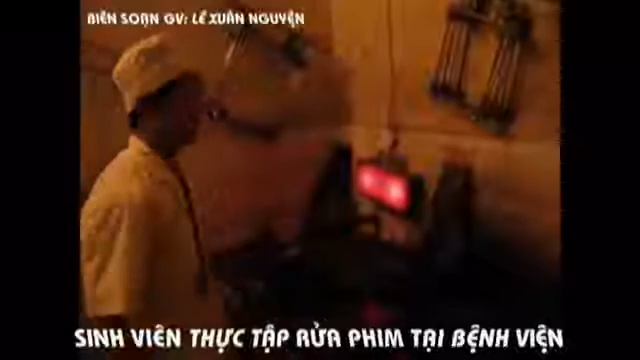 BIÊN SOẠN GV: LÊ XUÂN NGUYỆN
SINH VIÊN THỰC TẬP RỬA PHIM TẠI BỆNH VIỆN